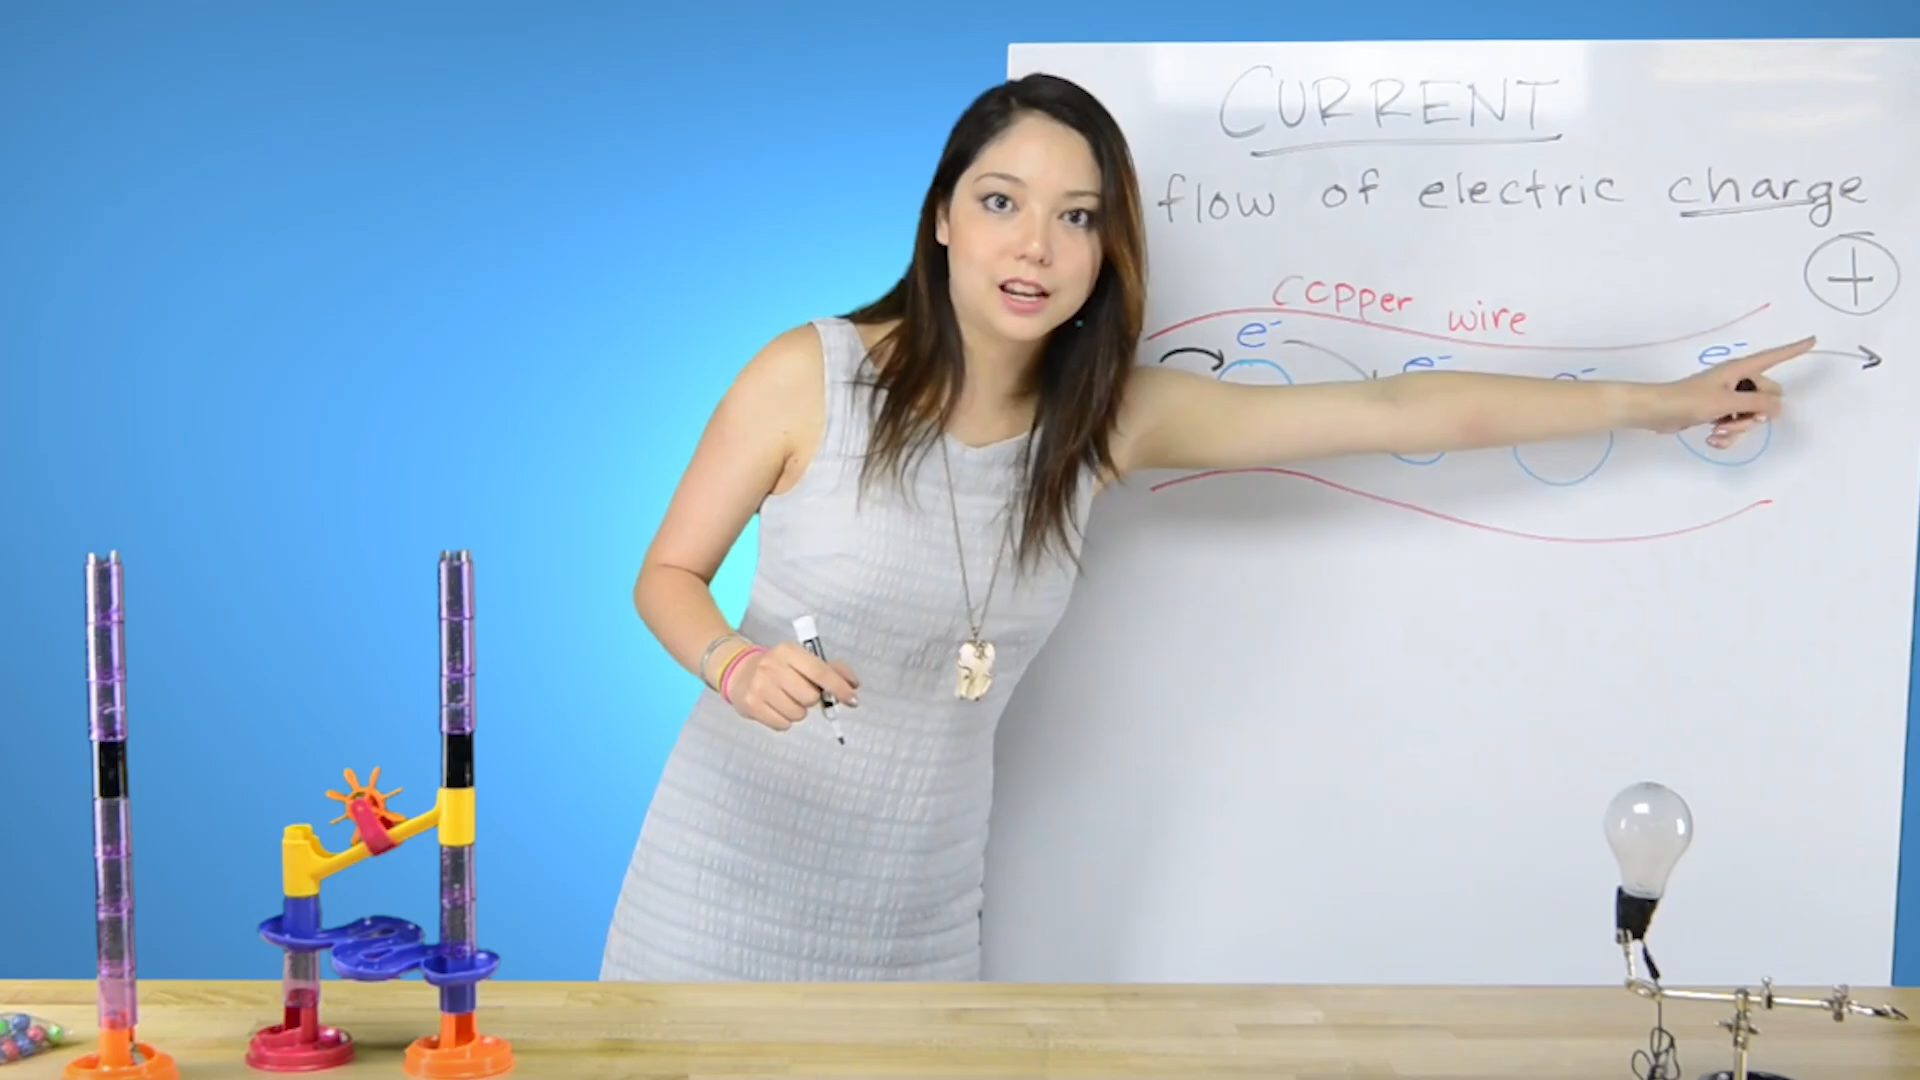 CURRENT
flow of electric charge
+
copper wire
e⁻ e⁻ e⁻ e⁻